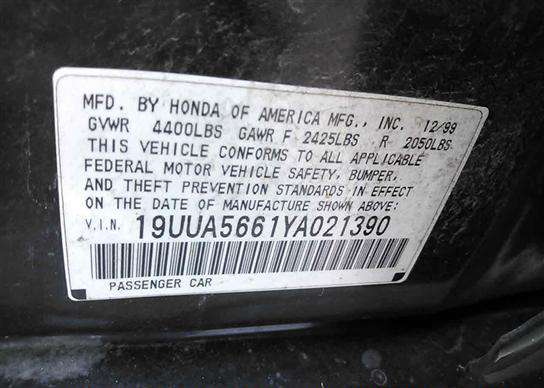 MFD. BY HONDA OF AMERICA MFG., INC. 12/99
GVWR 4400LBS GAWR F 2425LBS R 2050LBS
THIS VEHICLE CONFORMS TO ALL APPLICABLE
FEDERAL MOTOR VEHICLE SAFETY, BUMPER,
AND THEFT PREVENTION STANDARDS IN EFFECT
ON THE DATE OF MANUFACTURE SHOWN ABOVE:
V.I.N. 19UUA5661YA021390
PASSENGER CAR